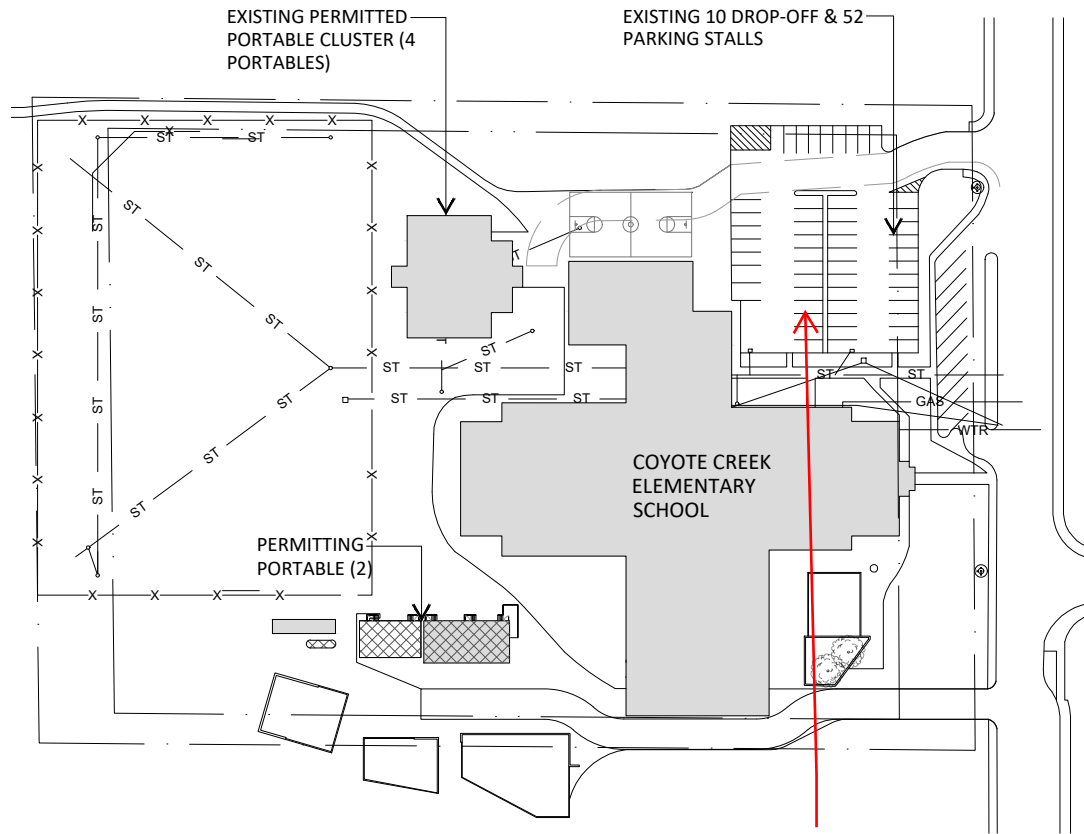 EXISTING PERMITTED
PORTABLE CLUSTER (4
PORTABLES)
EXISTING 10 DROP-OFF & 52
PARKING STALLS
X X X X X
X
ST ST
X X
ST
ST X X
ST
X X
ST
ST
ST
X X
ST
ST ST ST
ST ST
ST ST ST
GAS
X X
ST
ST
WTR
COYOTE CREEK
ELEMENTARY
SCHOOL
ST
X X
ST
ST
X X
PERMITTING
PORTABLE (2)
X X X X